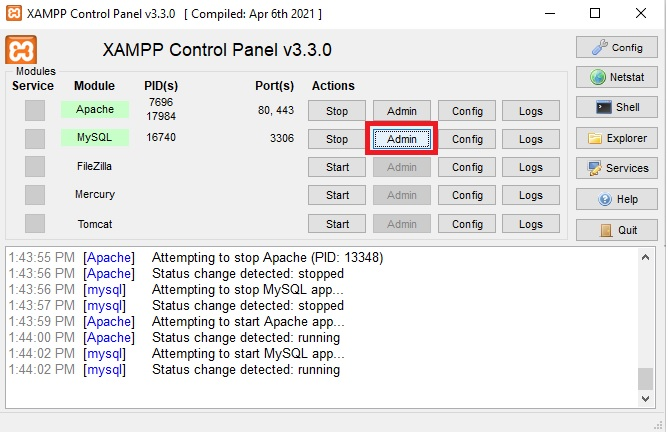 XAMPP Control Panel v3.3.0 [ Compiled: Apr 6th 2021 ]
XAMPP Control Panel v3.3.0
Config
Modules
Service Module PID(s) Port(s) Actions
Netstat
Apache 7696 17984 80, 443 Stop Admin Config Logs
Shell
MySQL 16740 3306 Stop Admin Config Logs
Explorer
FileZilla Start Admin Config Logs
Services
Mercury Start Admin Config Logs
Help
Tomcat Start Admin Config Logs
Quit
1:43:55 PM [Apache] Attempting to stop Apache (PID: 13348)
1:43:56 PM [Apache] Status change detected: stopped
1:43:56 PM [mysql] Attempting to stop MySQL app...
1:43:57 PM [mysql] Status change detected: stopped
1:43:59 PM [Apache] Attempting to start Apache app...
1:44:00 PM [Apache] Status change detected: running
1:44:02 PM [mysql] Attempting to start MySQL app...
1:44:02 PM [mysql] Status change detected: running